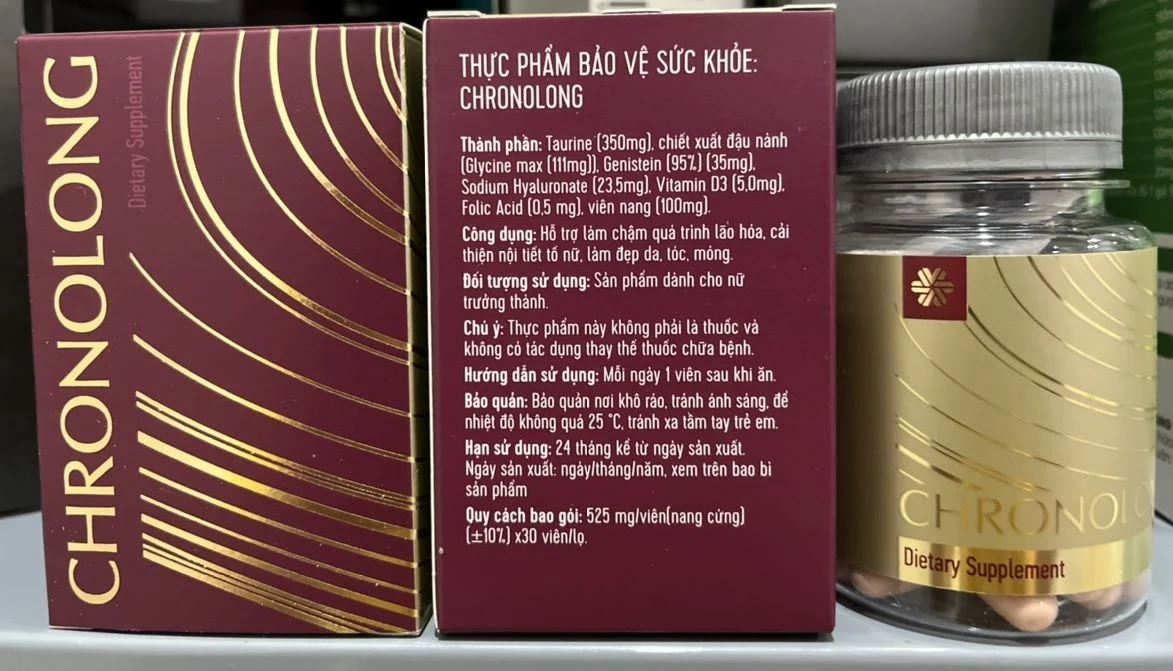 CHRONOLONG
Dietary Supplement
THỰC PHẨM BẢO VỆ SỨC KHỎE:
CHRONOLONG
Thành phần: Taurine (350mg), chiết xuất đậu nành
(Glycine max (111mg)), Genistein (95%) (35mg),
Sodium Hyaluronate (23,5mg), Vitamin D3 (5,0mg),
Folic Acid (0,5 mg), viên nang (100mg).
Công dụng: Hỗ trợ làm chậm quá trình lão hóa, cải
thiện nội tiết tố nữ, làm đẹp da, tóc, móng.
Đối tượng sử dụng: Sản phẩm dành cho nữ
trưởng thành.
Chú ý: Thực phẩm này không phải là thuốc và
không có tác dụng thay thế thuốc chữa bệnh.
Hướng dẫn sử dụng: Mỗi ngày 1 viên sau khi ăn.
Bảo quản: Bảo quản nơi khô ráo, tránh ánh sáng, để
nhiệt độ không quá 25 °C, tránh xa tầm tay trẻ em.
Hạn sử dụng: 24 tháng kể từ ngày sản xuất.
Ngày sản xuất: ngày/tháng/năm, xem trên bao bì
sản phẩm
Quy cách bao gói: 525 mg/viên(nang cứng)
(±10%) x30 viên/lọ.
CHRONOLO
Dietary Supplement